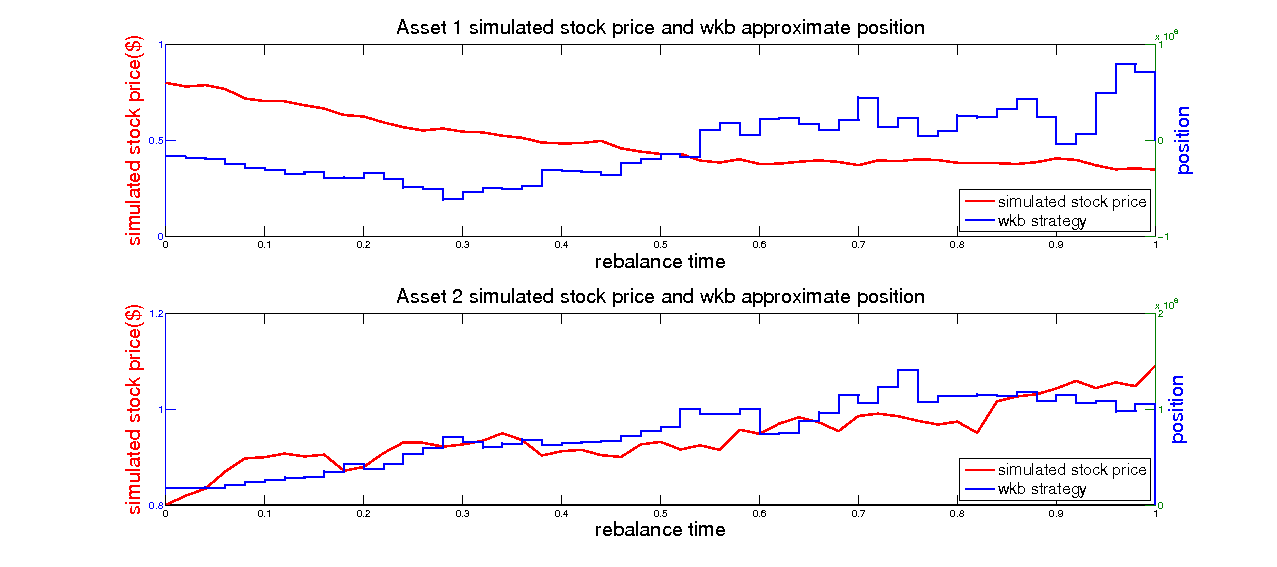 Asset 1 simulated stock price and wkb approximate position
x 10
1
1
simulated stock price($)
0.5
0
position
simulated stock price
wkb strategy
0
-1
0 0.1 0.2 0.3 0.4 0.5 0.6 0.7 0.8 0.9 1
rebalance time
Asset 2 simulated stock price and wkb approximate position
x 10
1.2
2
simulated stock price($)
1
1
position
simulated stock price
wkb strategy
0.8
0
0 0.1 0.2 0.3 0.4 0.5 0.6 0.7 0.8 0.9 1
rebalance time